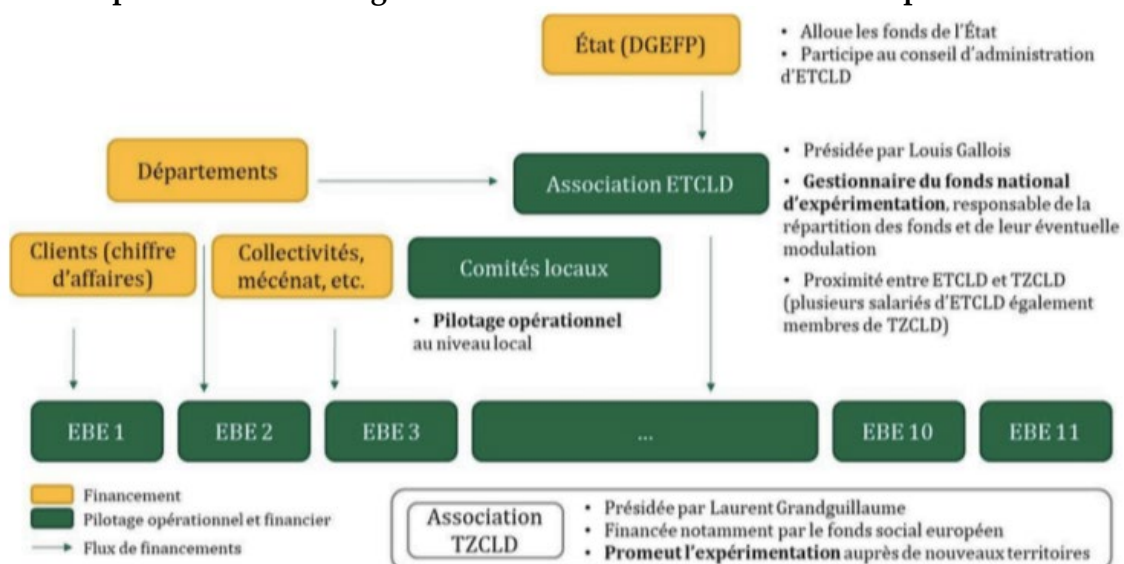 État (DGEFP)
• Alloue les fonds de l'État
• Participe au conseil d'administration
d'ETCLD
Départements
Association ETCLD
• Présidée par Louis Gallois
• Gestionnaire du fonds national
d'expérimentation, responsable de la
répartition des fonds et de leur éventuelle
modulation
• Proximité entre ETCLD et TZCLD
(plusieurs salariés d'ETCLD également
membres de TZCLD)
Clients (chiffre
d'affaires)
Collectivités,
mécénat, etc.
Comités locaux
• Pilotage opérationnel
au niveau local
EBE 1
EBE 2
EBE 3
...
EBE 10
EBE 11
Financement
Pilotage opérationnel et financier
Flux de financements
Association
TZCLD
• Présidée par Laurent Grandguillaume
• Financée notamment par le fonds social européen
• Promeut l'expérimentation auprès de nouveaux territoires